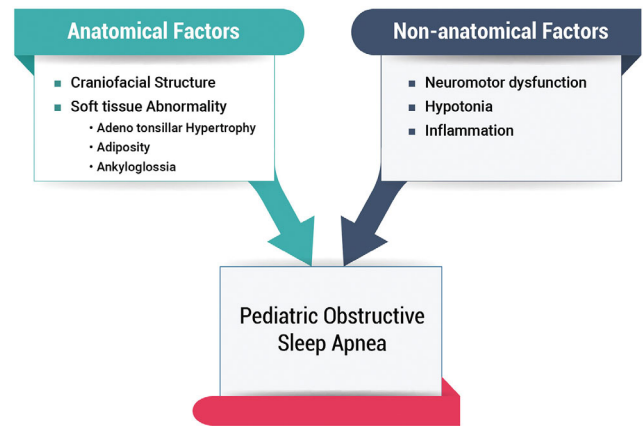 Anatomical Factors
Craniofacial Structure
Soft tissue Abnormality
Adeno tonsillar Hypertrophy
Adiposity
Ankyloglossia
Non-anatomical Factors
Neuromotor dysfunction
Hypotonia
Inflammation
Pediatric Obstructive
Sleep Apnea